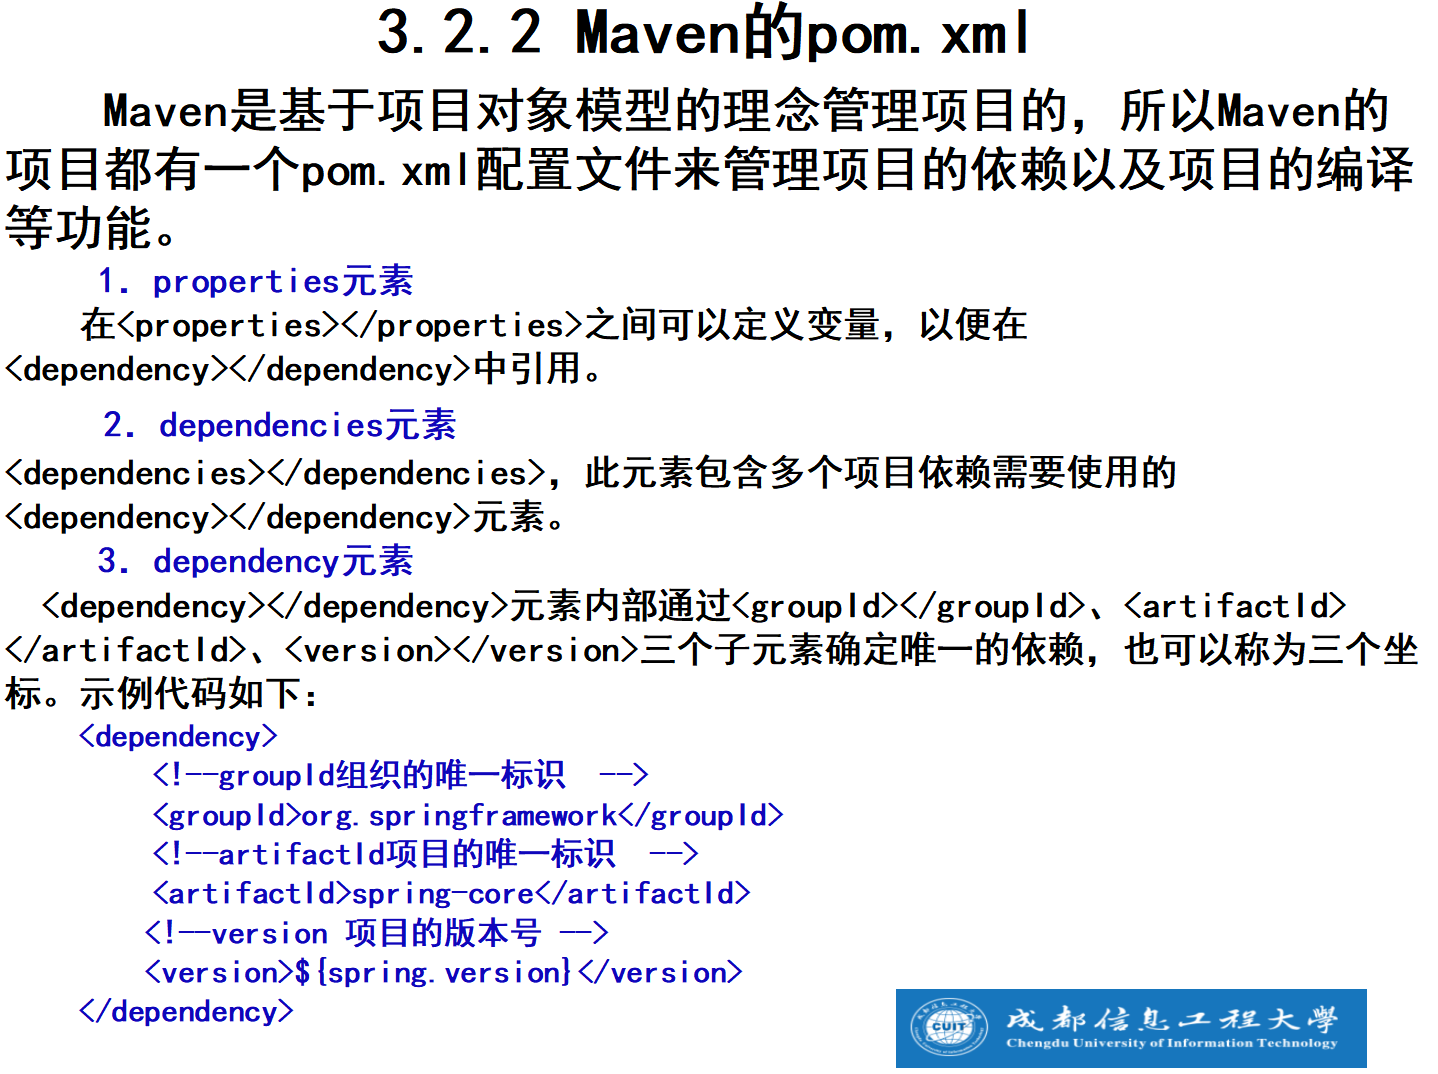 3.2.2 Maven的pom.xml
Maven是基于项目对象模型的理念管理项目的，所以Maven的
项目都有一个pom.xml配置文件来管理项目的依赖以及项目的编译
等功能。
1．properties元素
在<properties></properties>之间可以定义变量，以便在
<dependency></dependency>中引用。
2．dependencies元素
<dependencies></dependencies>，此元素包含多个项目依赖需要使用的
<dependency></dependency>元素。
3．dependency元素
<dependency></dependency>元素内部通过<groupId></groupId>、<artifactId>
</artifactId>、<version></version>三个子元素确定唯一的依赖，也可以称为三个坐
标。示例代码如下：
<dependency>
<!--groupId组织的唯一标识 -->
<groupId>org.springframework</groupId>
<!--artifactId项目的唯一标识 -->
<artifactId>spring-core</artifactId>
<!--version 项目的版本号 -->
<version>${spring.version}</version>
</dependency>
CUIT
成都信息工程大學
Chengdu University of Information Technology